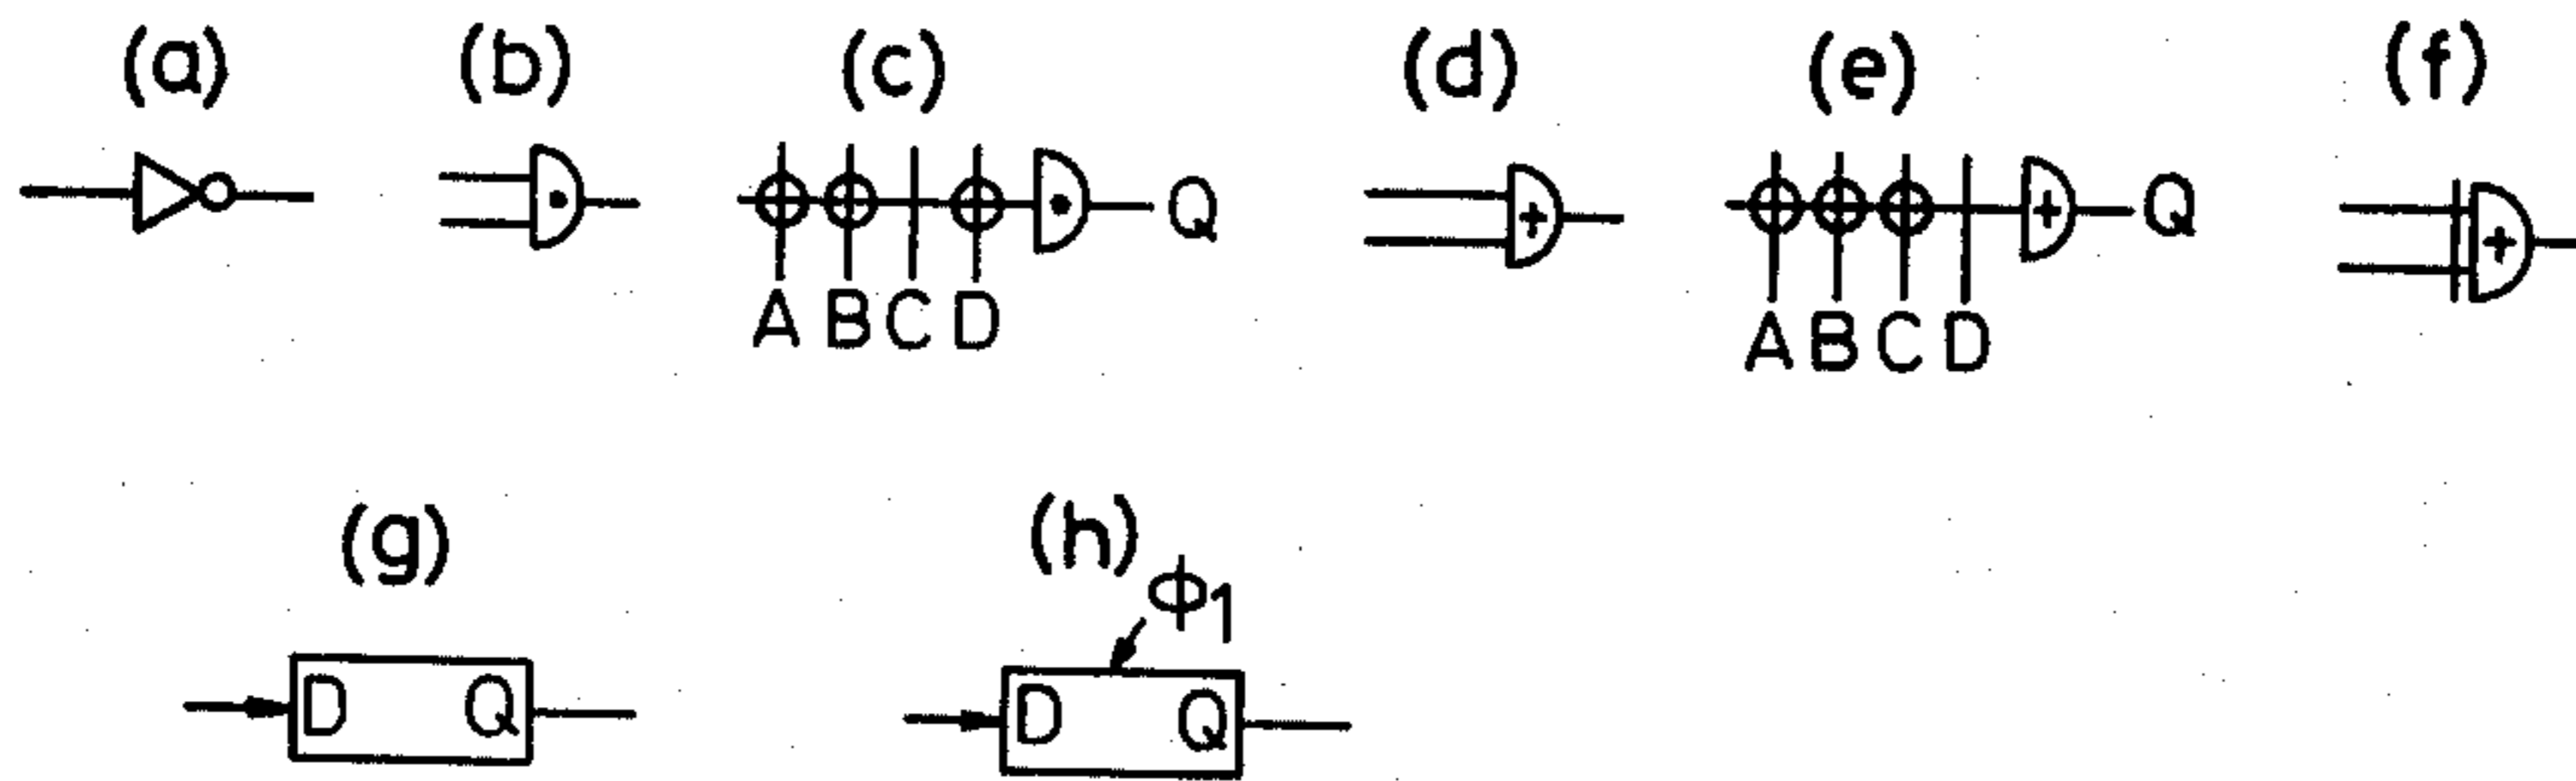 (a) (b) (c) (d) (e) (f)
Q Q
A B C D
A B C D
(g) (h)
Φ1
D Q D Q